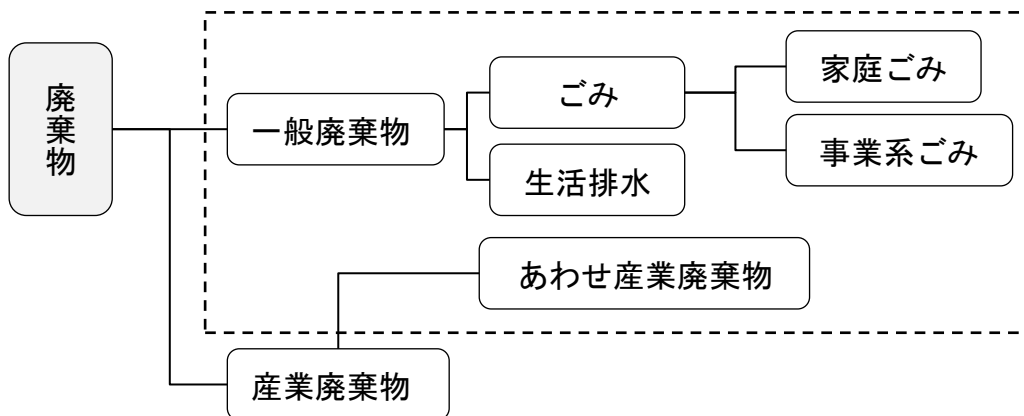 廃棄物
一般廃棄物
ごみ
生活排水
家庭ごみ
事業系ごみ
あわせ産業廃棄物
産業廃棄物